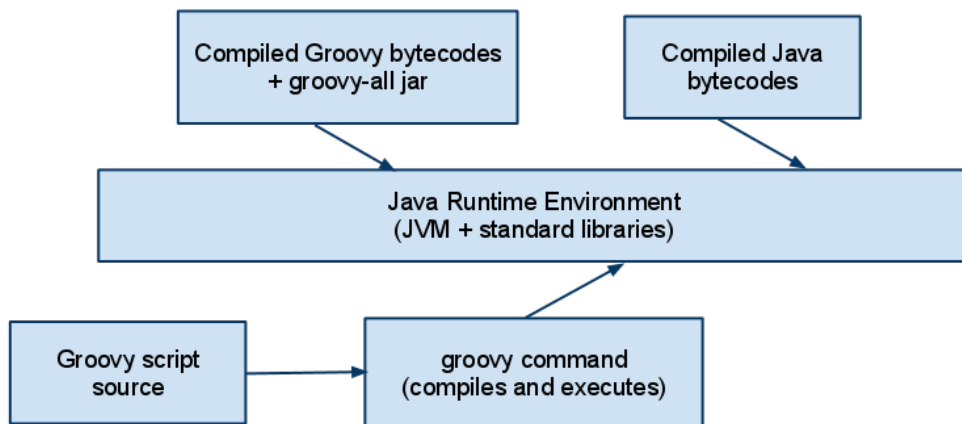 Compiled Groovy bytecodes
+ groovy-all jar
Compiled Java
bytecodes
Java Runtime Environment
(JVM + standard libraries)
Groovy script
source
groovy command
(compiles and executes)